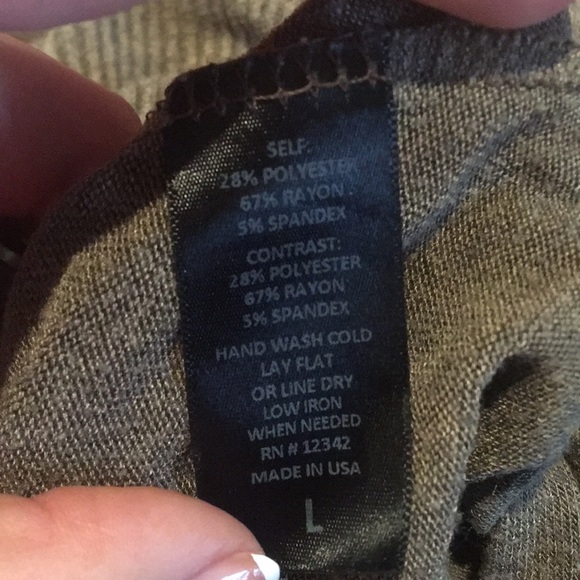 SELF:
28% POLYESTER
67% RAYON
5% SPANDEX
CONTRAST:
28% POLYESTER
67% RAYON
5% SPANDEX
HAND WASH COLD
LAY FLAT
OR LINE DRY
LOW IRON
WHEN NEEDED
RN # 12342
MADE IN USA
L